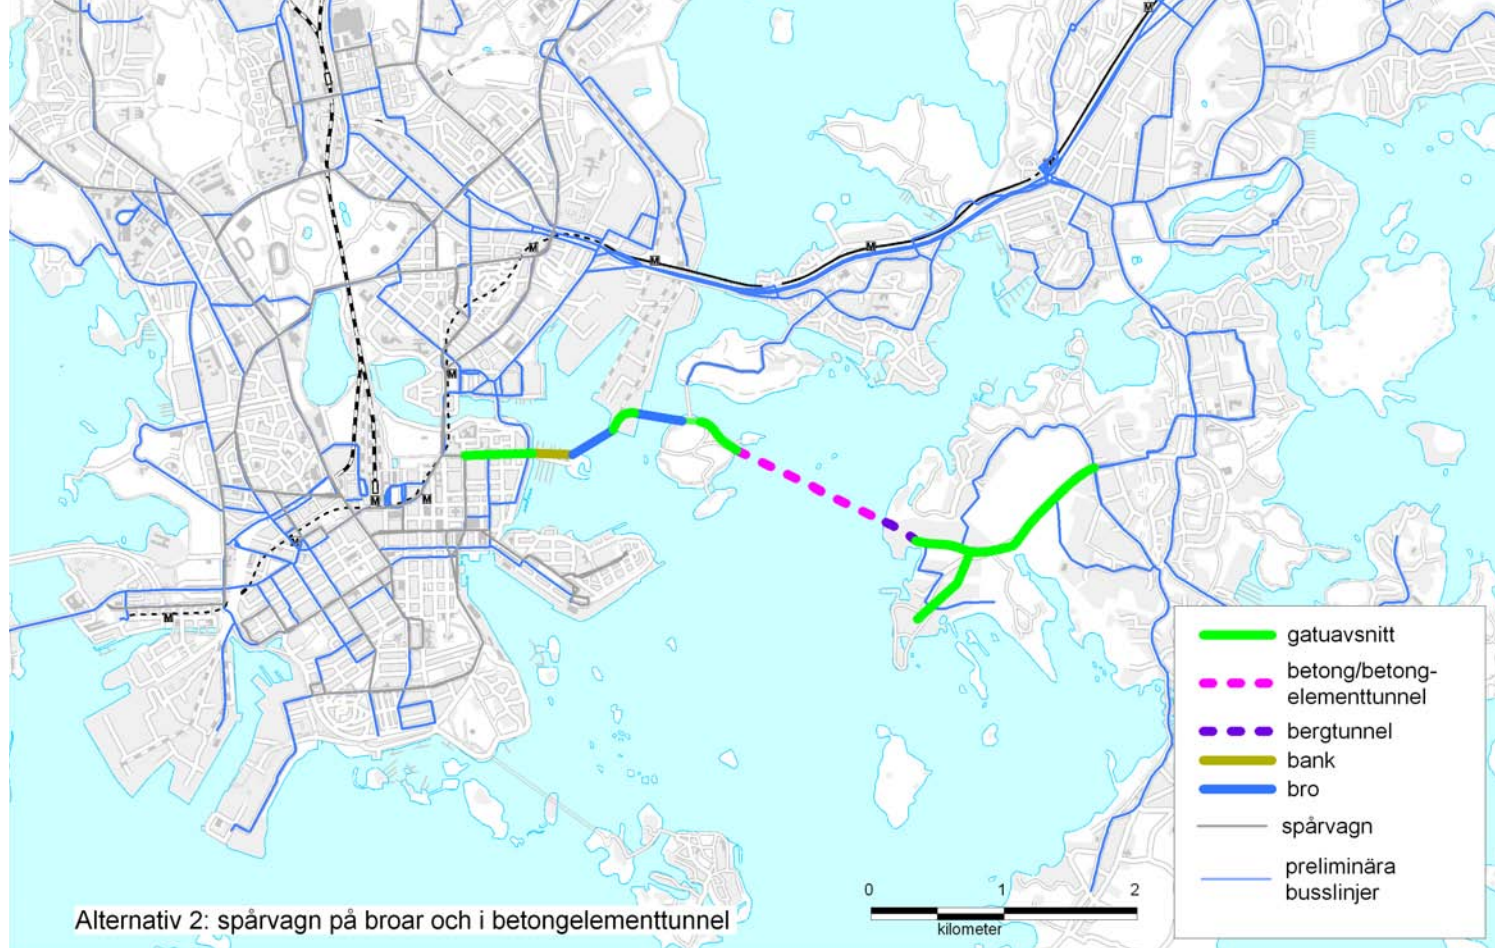 M
M
M
M
M
M
M
M
M
M
gatuavsnitt
betong/betong-
elementtunnel
bergtunnel
bank
bro
spårvagn
preliminära
busslinjer
0 1 2
kilometer
Alternativ 2: spårvagn på broar och i betongelementtunnel